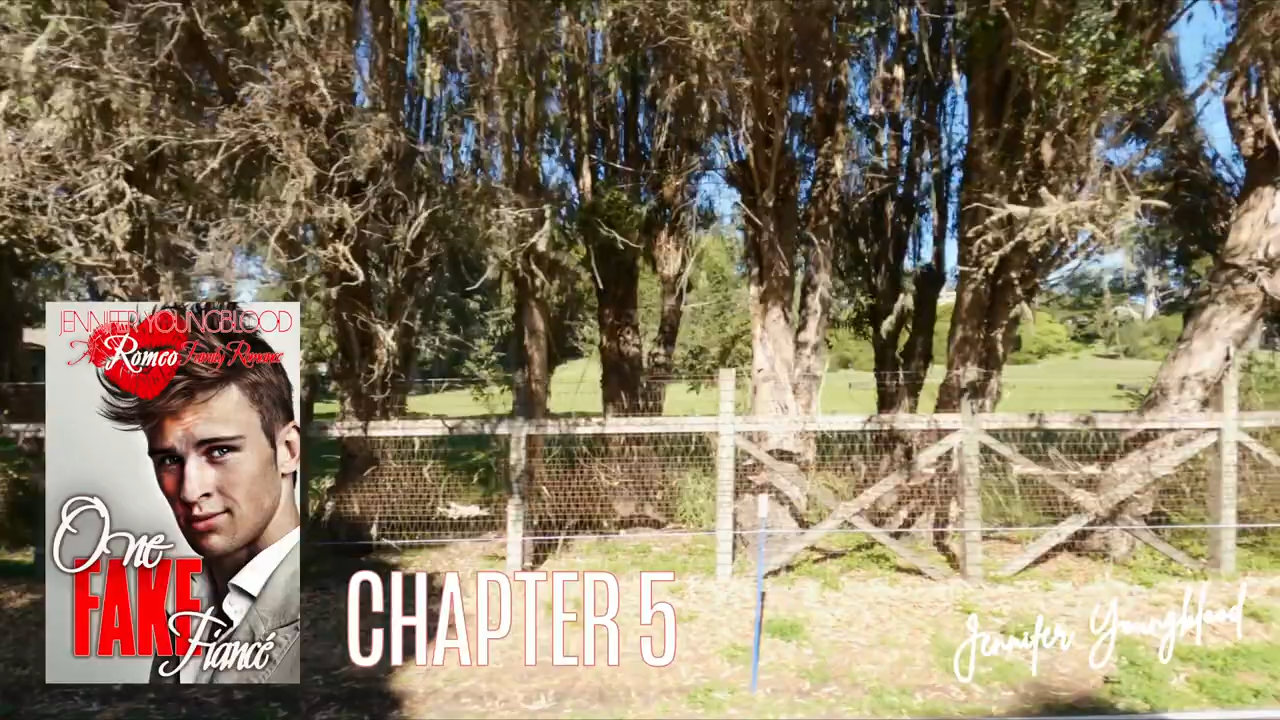 JENNIFER YOUNGBLOOD
A Romeo Family Romance
One
FAKE
Fiancé
CHAPTER 5
Jennifer Youngblood